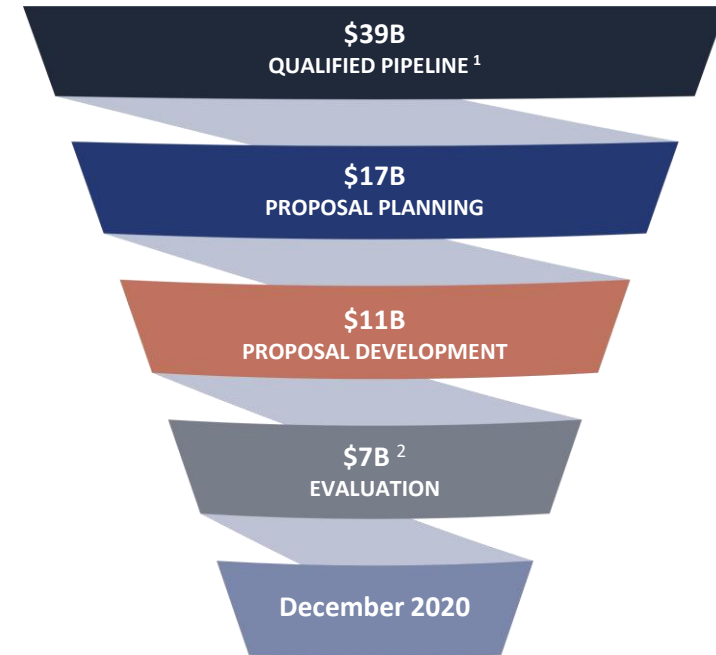 $39B
QUALIFIED PIPELINE 1
$17B
PROPOSAL PLANNING
$11B
PROPOSAL DEVELOPMENT
$7B 2
EVALUATION
December 2020